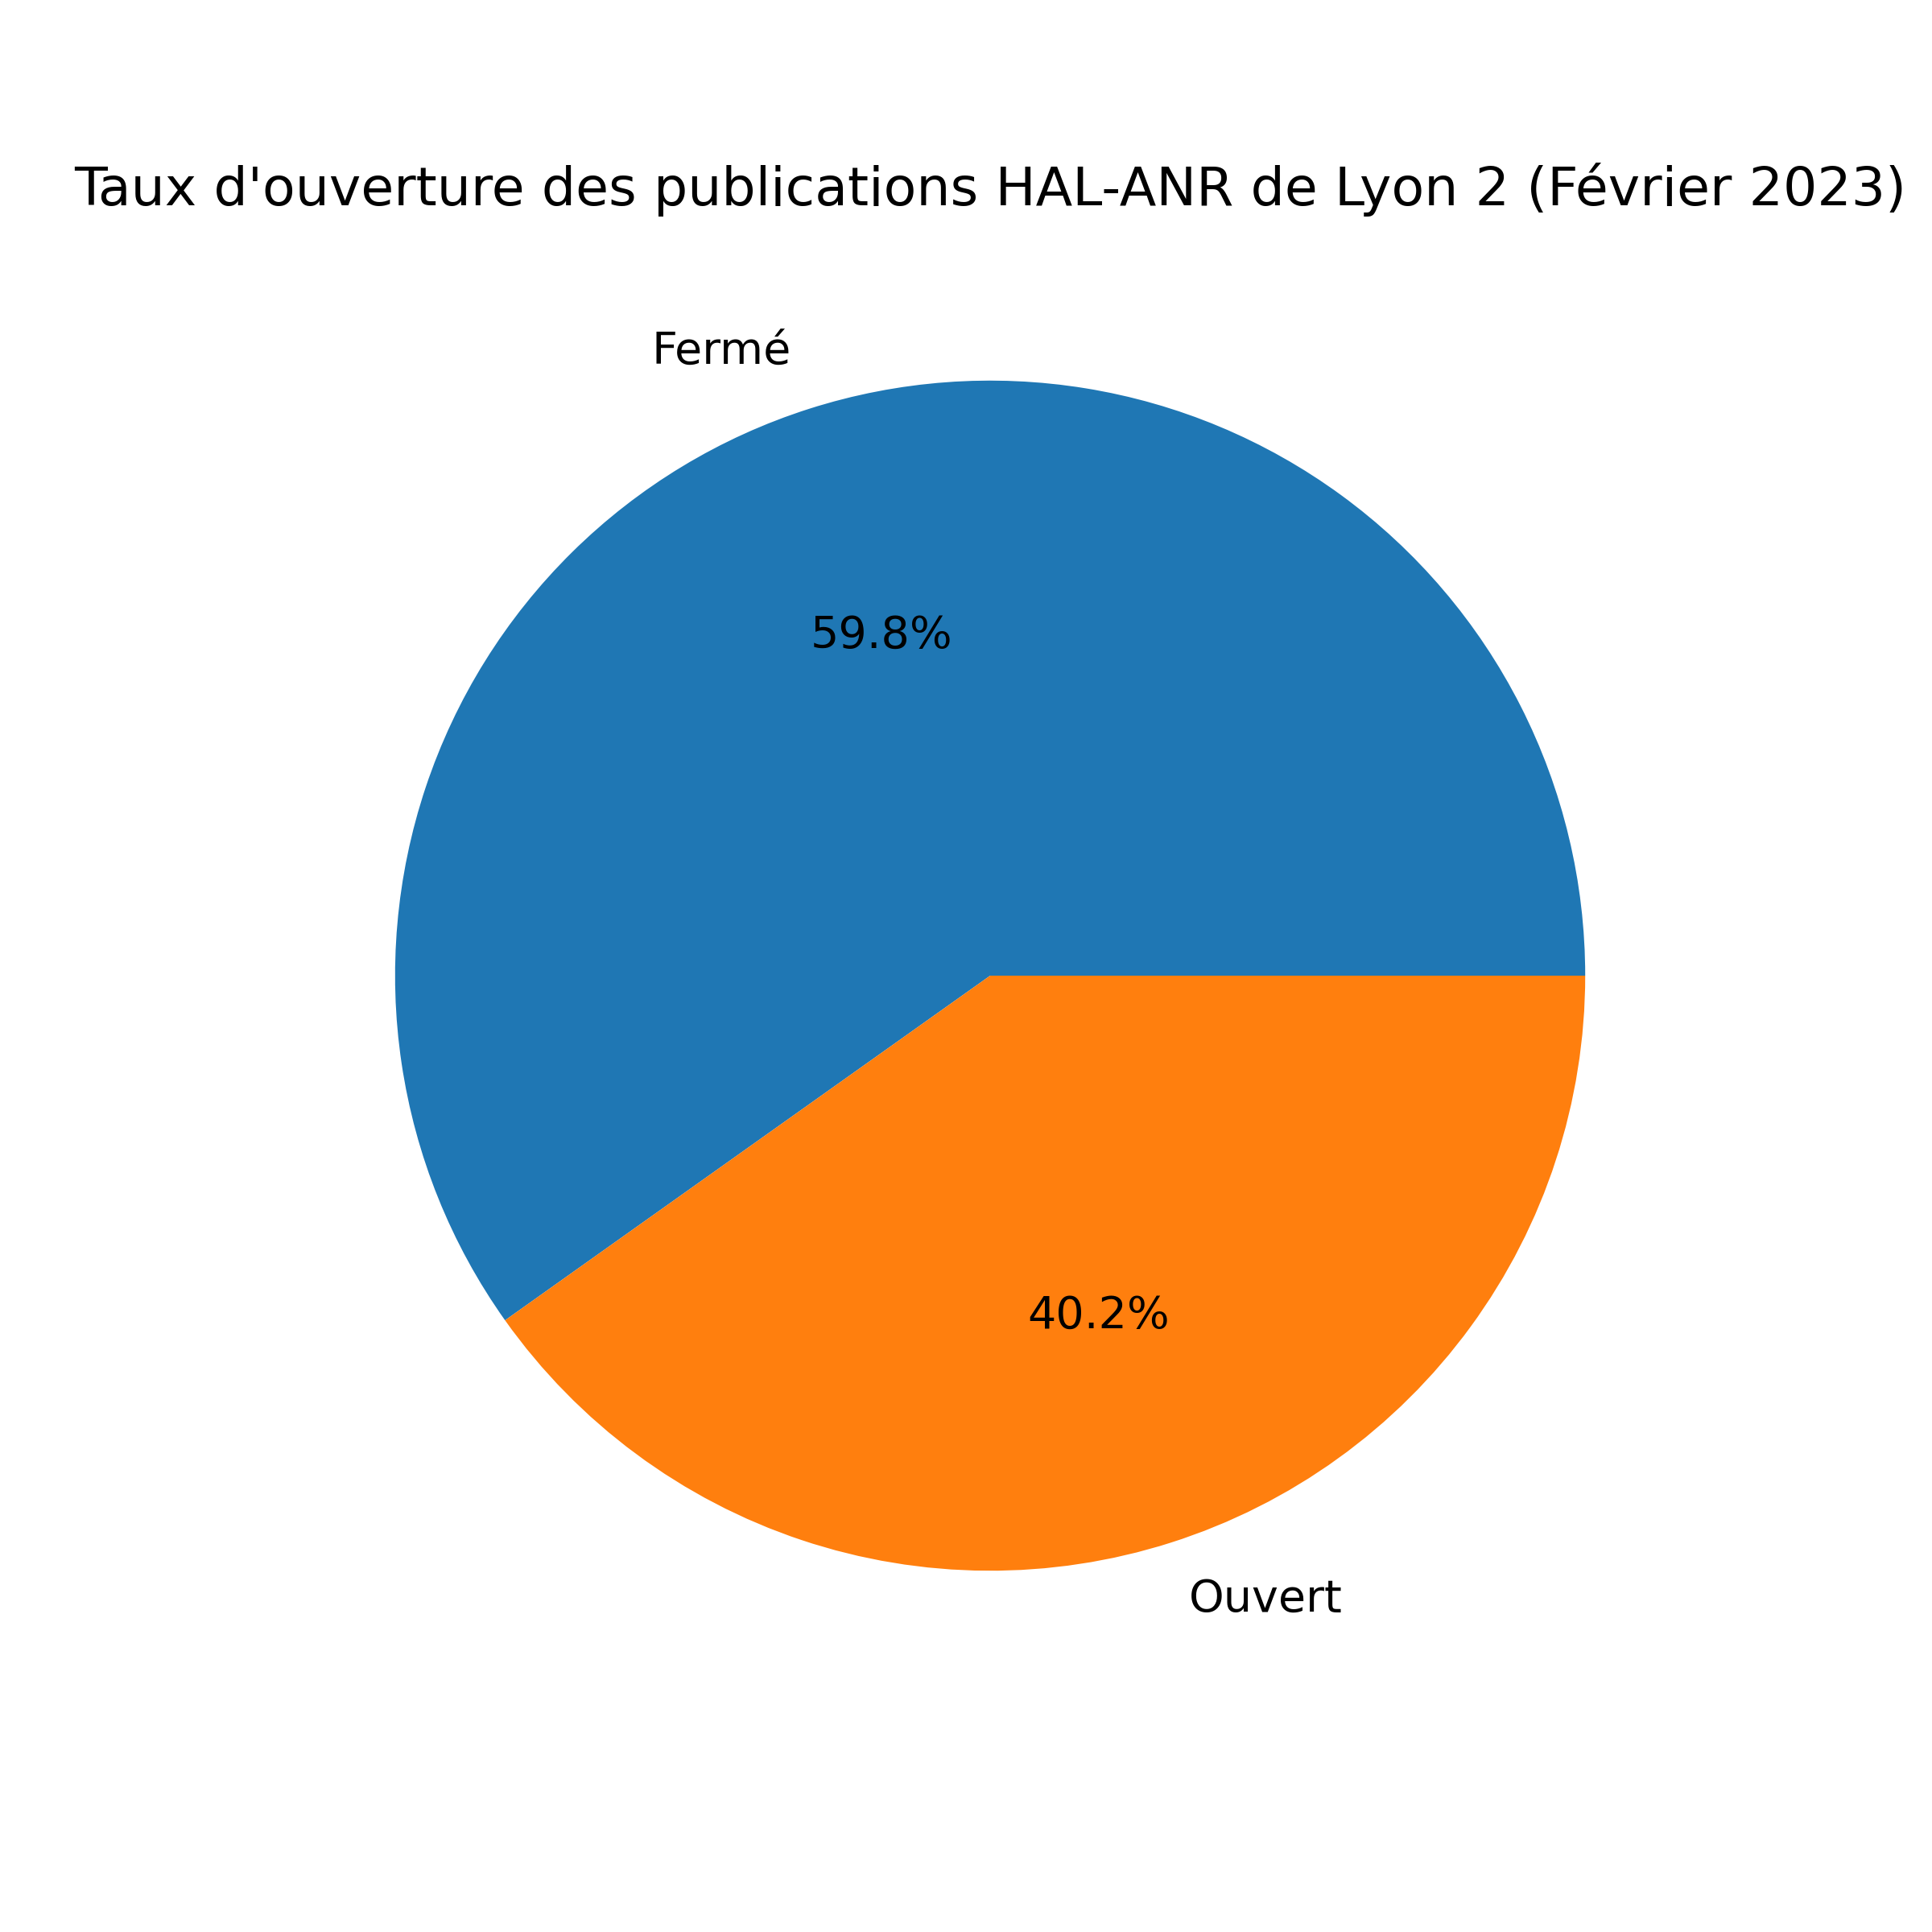 Taux d'ouverture des publications HAL-ANR de Lyon 2 (Février 2023)
Fermé
59.8%
40.2%
Ouvert